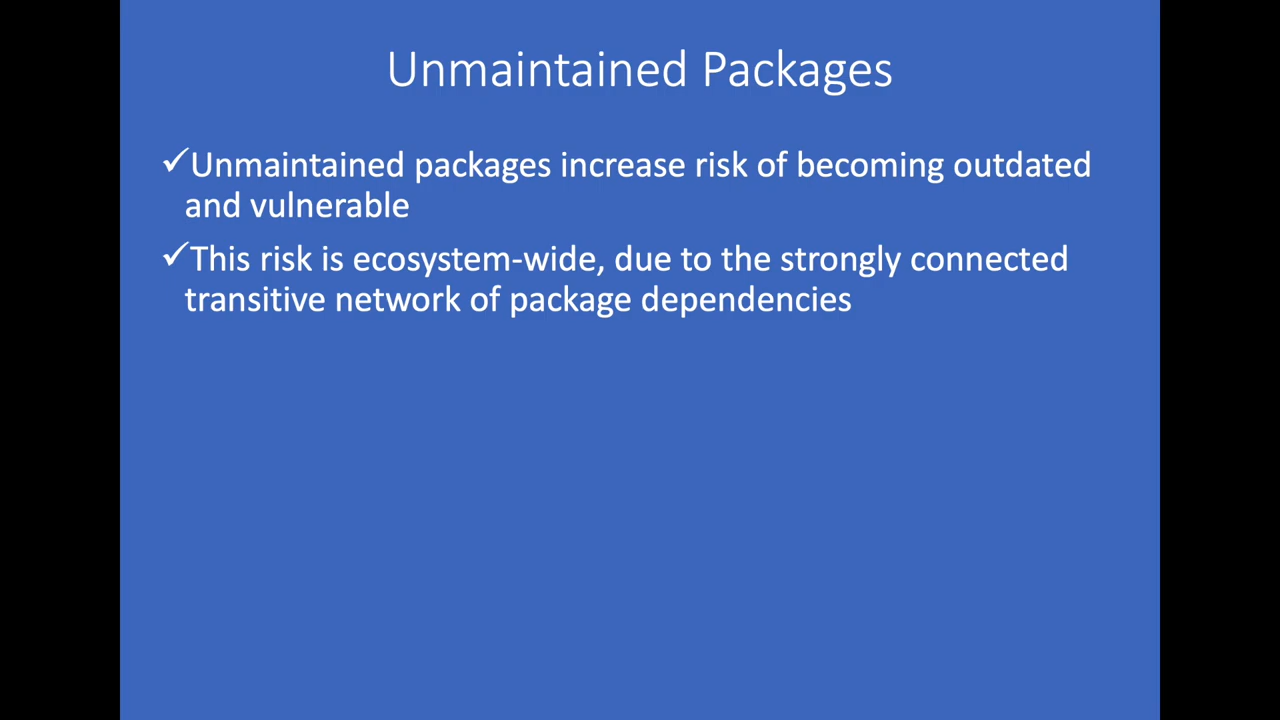 Unmaintained Packages
✓Unmaintained packages increase risk of becoming outdated
and vulnerable
✓This risk is ecosystem-wide, due to the strongly connected
transitive network of package dependencies